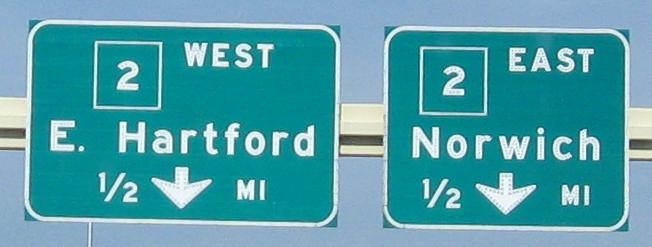 2 WEST
E. Hartford
1/2 MI
2 EAST
Norwich
1/2 MI